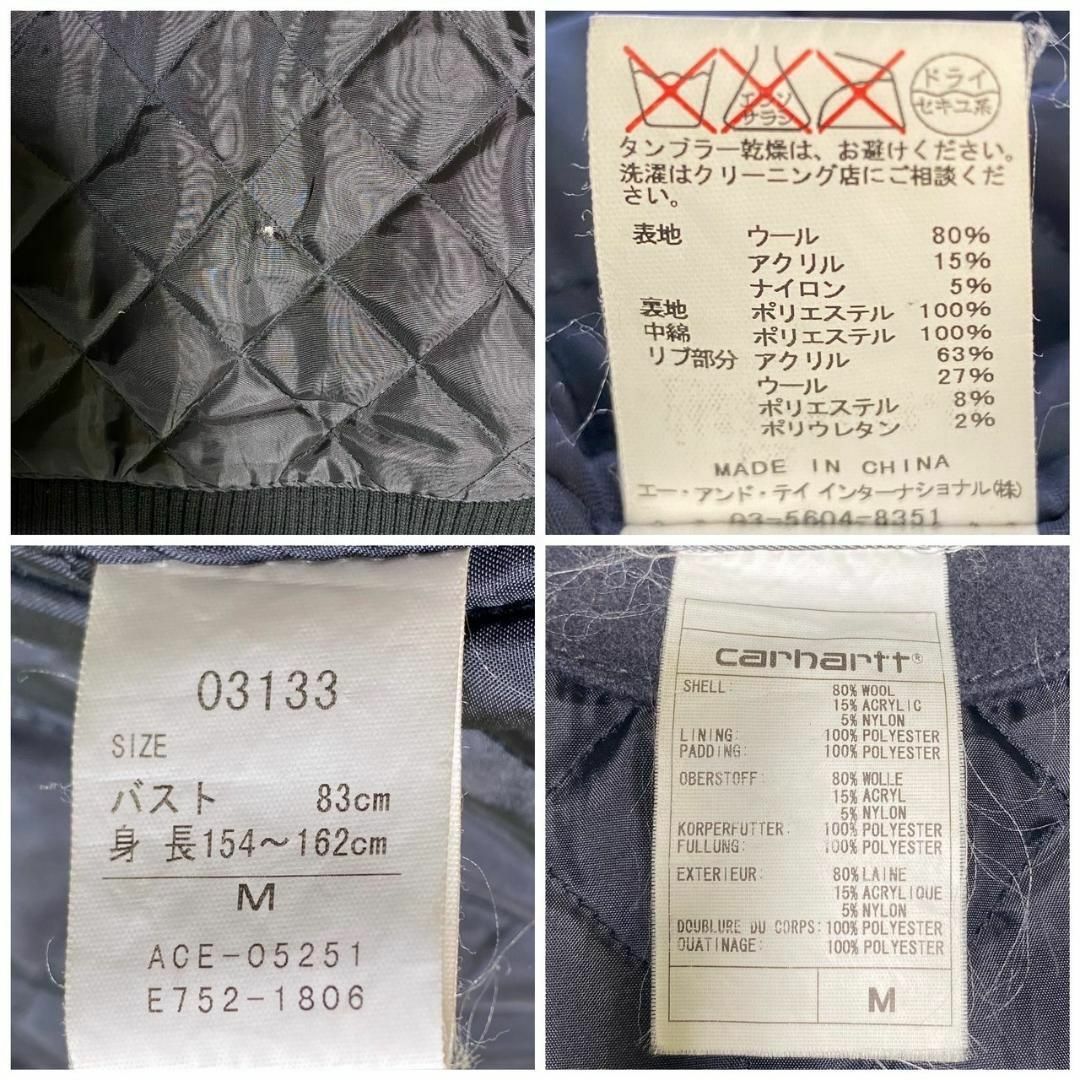 エンソ
サラシ
ドライ
セキユ系
タンブラー乾燥は、お避けください。
洗濯はクリーニング店にご相談くだ
さい。
表地 ウール 80%
アクリル 15%
ナイロン 5%
裏地 ポリエステル 100%
中綿 ポリエステル 100%
リブ部分 アクリル 63%
ウール 27%
ポリエステル 8%
ポリウレタン 2%
MADE IN CHINA
エー・アンド・テイ インターナショナル(株)
03-5604-8351
03133
SIZE
バスト 83cm
身 長154〜162cm
M
ACE-05251
E752-1806
carhartt®
SHELL: 80% WOOL
15% ACRYLIC
5% NYLON
LINING: 100% POLYESTER
PADDING: 100% POLYESTER
OBERSTOFF: 80% WOLLE
15% ACRYL
5% NYLON
KORPERFUTTER: 100% POLYESTER
FULLUNG: 100% POLYESTER
EXTERIEUR: 80% LAINE
15% ACRYLIQUE
5% NYLON
DOUBLURE DU CORPS: 100% POLYESTER
OUATINAGE: 100% POLYESTER
M